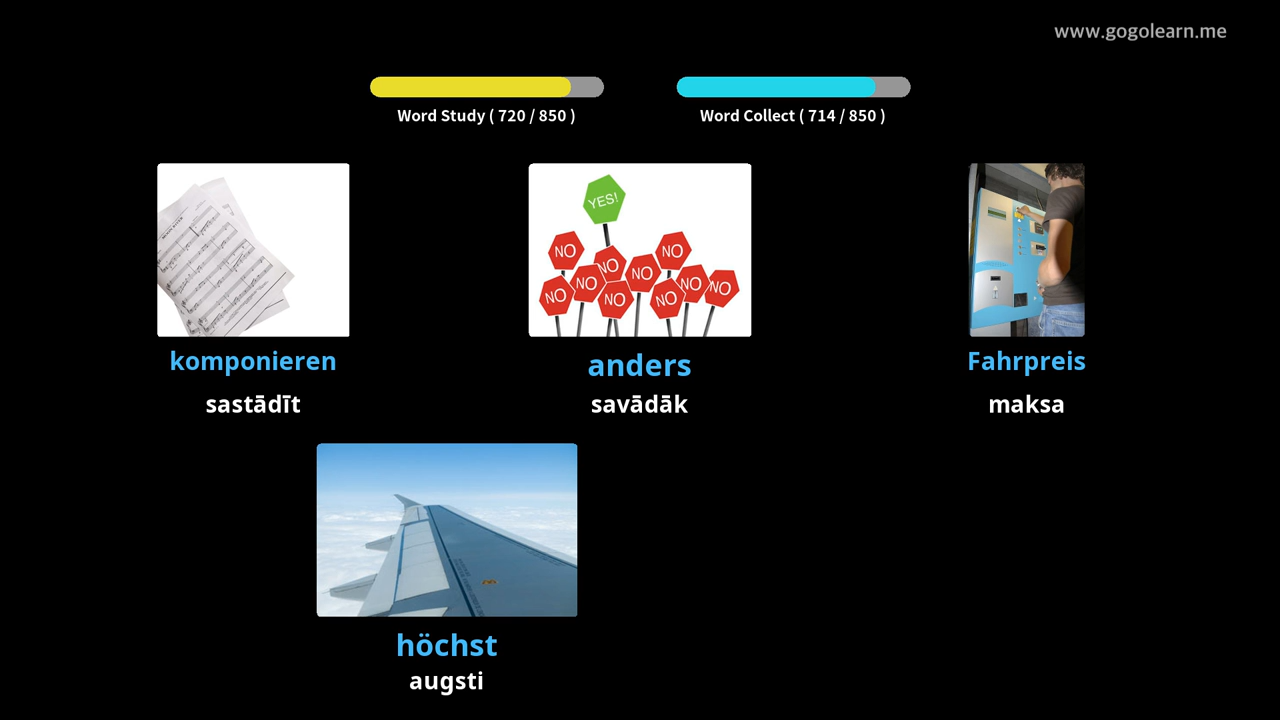 www.gogolearn.me
Word Study ( 720 / 850 )
Word Collect ( 714 / 850 )
YES!
NO
NO
NO
NO
NO
NO
NO
NO
NO
NO
komponieren
sastādīt
anders
savādāk
Fahrpreis
maksa
höchst
augsti